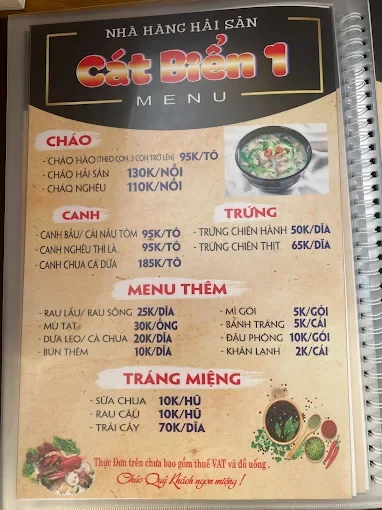 NHÀ HÀNG HẢI SẢN
Cát Biển 1
MENU
CHÁO
- CHÁO HÀO (THEO CON, 3 CON TRỞ LÊN) 95K/TÔ
- CHÁO HẢI SẢN 130K/NỒI
- CHÁO NGHÊU 110K/NỒI
CANH
- CANH BẦU/ CẢI NẤU TÔM 95K/TÔ
- CANH NGHÊU THÌ LÀ 95K/TÔ
- CANH CHUA CÁ DỨA 185K/TÔ
TRỨNG
- TRỨNG CHIÊN HÀNH 50K/DĨA
- TRỨNG CHIÊN THỊT 65K/DĨA
MENU THÊM
- RAU LẨU/ RAU SỐNG 25K/DĨA
- MÙ TẠT 30K/ỐNG
- DƯA LEO/ CÀ CHUA 20K/DĨA
- BÚN THÊM 10K/DĨA
- MÌ GÓI 5K/GÓI
- BÁNH TRÁNG 5K/CÁI
- ĐẬU PHỘNG 10K/GÓI
- KHĂN LẠNH 2K/CÁI
TRÁNG MIỆNG
- SỮA CHUA 10K/HŨ
- RAU CÂU 10K/HŨ
- TRÁI CÂY 70K/DĨA
Thực Đơn trên chưa bao gồm thuế VAT và đồ uống.
Chúc Quý Khách ngon miệng !